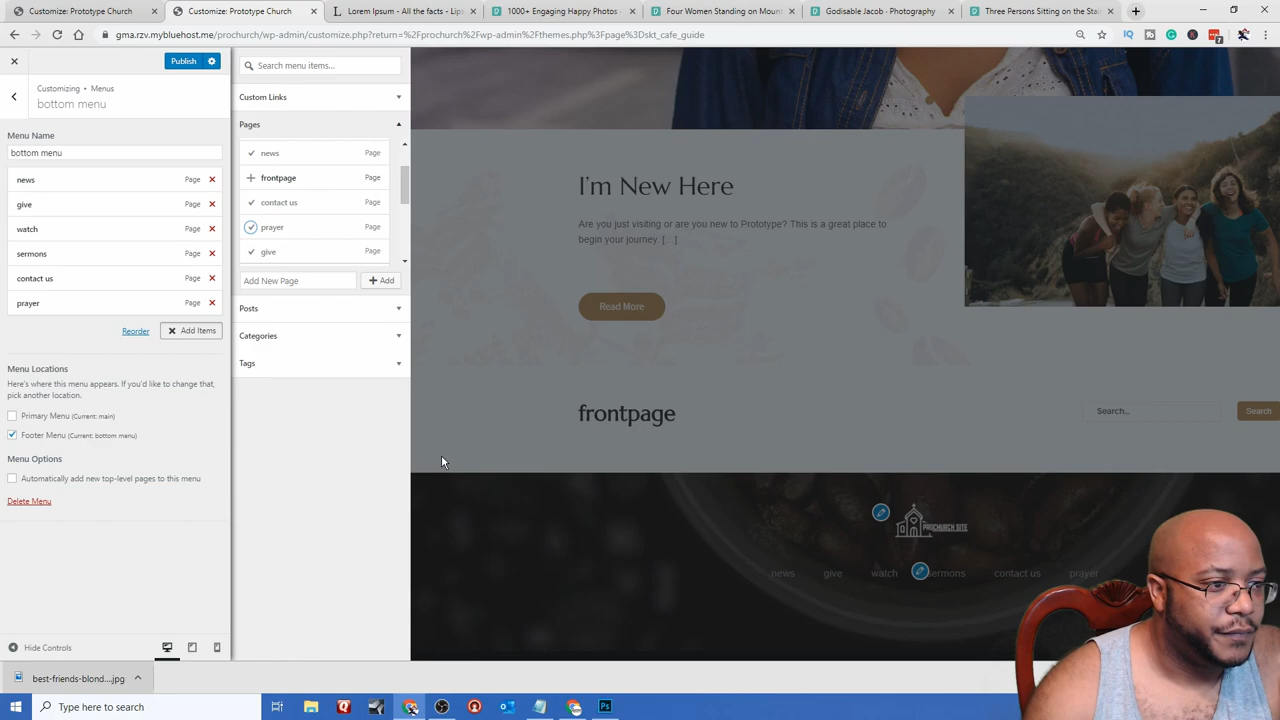 Customize: Prototype Church
Customize: Prototype Church
Lorem Ipsum - All the facts - Lip
1000+ Engaging Happy Photos
Four Women Standing on Mount
Godisable Jacob - Photography
Three Persons Sitting on the Stai
gma.rzv.mybluehost.me/prochurch/wp-admin/customize.php?return=%2Fprochurch%2Fwp-admin%2Fthemes.php%3Fpage%3Dskt_cafe_guide
Publish
Customizing • Menus
bottom menu
Menu Name
bottom menu
news Page
give Page
watch Page
sermons Page
contact us Page
prayer Page
Reorder
Add Items
Menu Locations
Here's where this menu appears. If you'd like to change that,
pick another location.
Primary Menu (Current: main)
Footer Menu (Current: bottom menu)
Menu Options
Automatically add new top-level pages to this menu
Delete Menu
Hide Controls
Search menu items...
Custom Links
Pages
news Page
frontpage Page
contact us Page
prayer Page
give Page
Add New Page
Add
Posts
Categories
Tags
I'm New Here
Are you just visiting or are you new to Prototype? This is a great place to
begin your journey. [...]
Read More
frontpage
Search...
Search
PROCHURCH SITE
news give watch sermons contact us prayer
best-friends-blond....jpg
Type here to search